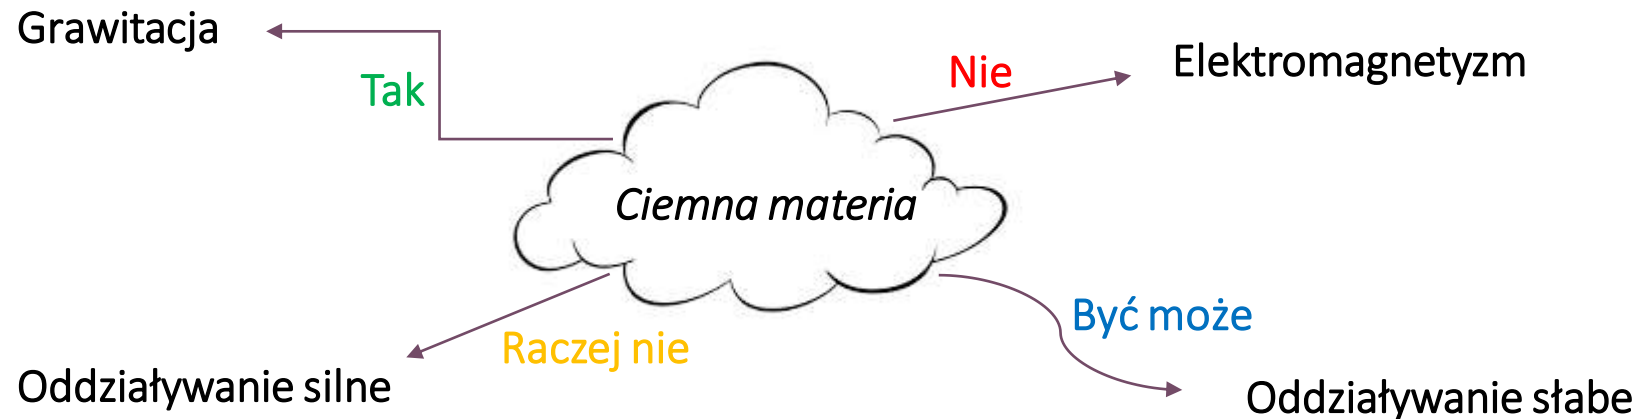 Grawitacja
Tak
Nie
Elektromagnetyzm
Ciemna materia
Raczej nie
Oddziaływanie silne
Być może
Oddziaływanie słabe